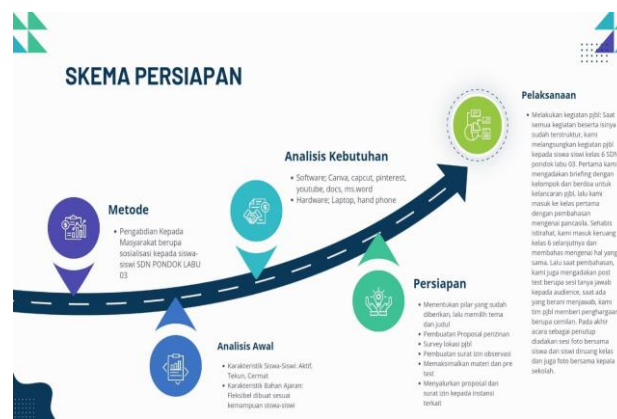 SKEMA PERSIAPAN
Metode
• Pengabdian Kepada
Masyarakat berupa
sosialisasi kepada siswa-
siswi SDN PONDOK LABU
03
Analisis Awal
• Karakteristik Siswa-Siswi: Aktif,
Tekun, Cermat
• Karakteristik Bahan Ajaran:
Fleksibel dibuat sesuai
kemampuan siswa-siswi
Analisis Kebutuhan
• Software; Canva, capcut, pinterest,
youtube, docs, ms.word
• Hardware; Laptop, hand phone
Persiapan
• Menentukan pilar yang sudah
diberikan, lalu memilih tema
dan judul
• Pembuatan Proposal perizinan
• Survey lokasi pjbl
• Pembuatan surat izin observasi
• Memaksimalkan materi dan pre
test
• Menyalurkan proposal dan
surat izin kepada instansi
terkait
Pelaksanaan
• Melakukan kegiatan pjbl: Saat
semua kegiatan beserta isinya
sudah terstruktur, kami
melangsungkan kegiatan pjbl
kepada siswa siswi kelas 6 SDN
pondok labu 03. Pertama kami
mengadakan briefing dengan
kelompok dan berdoa untuk
kelancaran pjbl, lalu kami
masuk ke kelas pertama
dengan pembahasan
mengenai pancasila. Sehabis
istirahat, kami masuk keruang
kelas 6 selanjutnya dan
membahas mengenai hal yang
sama. Lalu saat pembahasan,
kami juga mengadakan post
test berupa sesi tanya jawab
kepada audience, saat ada
yang berani menjawab, kami
tim pjbl memberi penghargaan
berupa cemilan. Pada akhir
acara sebagai penutup
diadakan sesi foto bersama
siswa dan siswi diruang kelas
dan juga foto bersama kepala
sekolah.